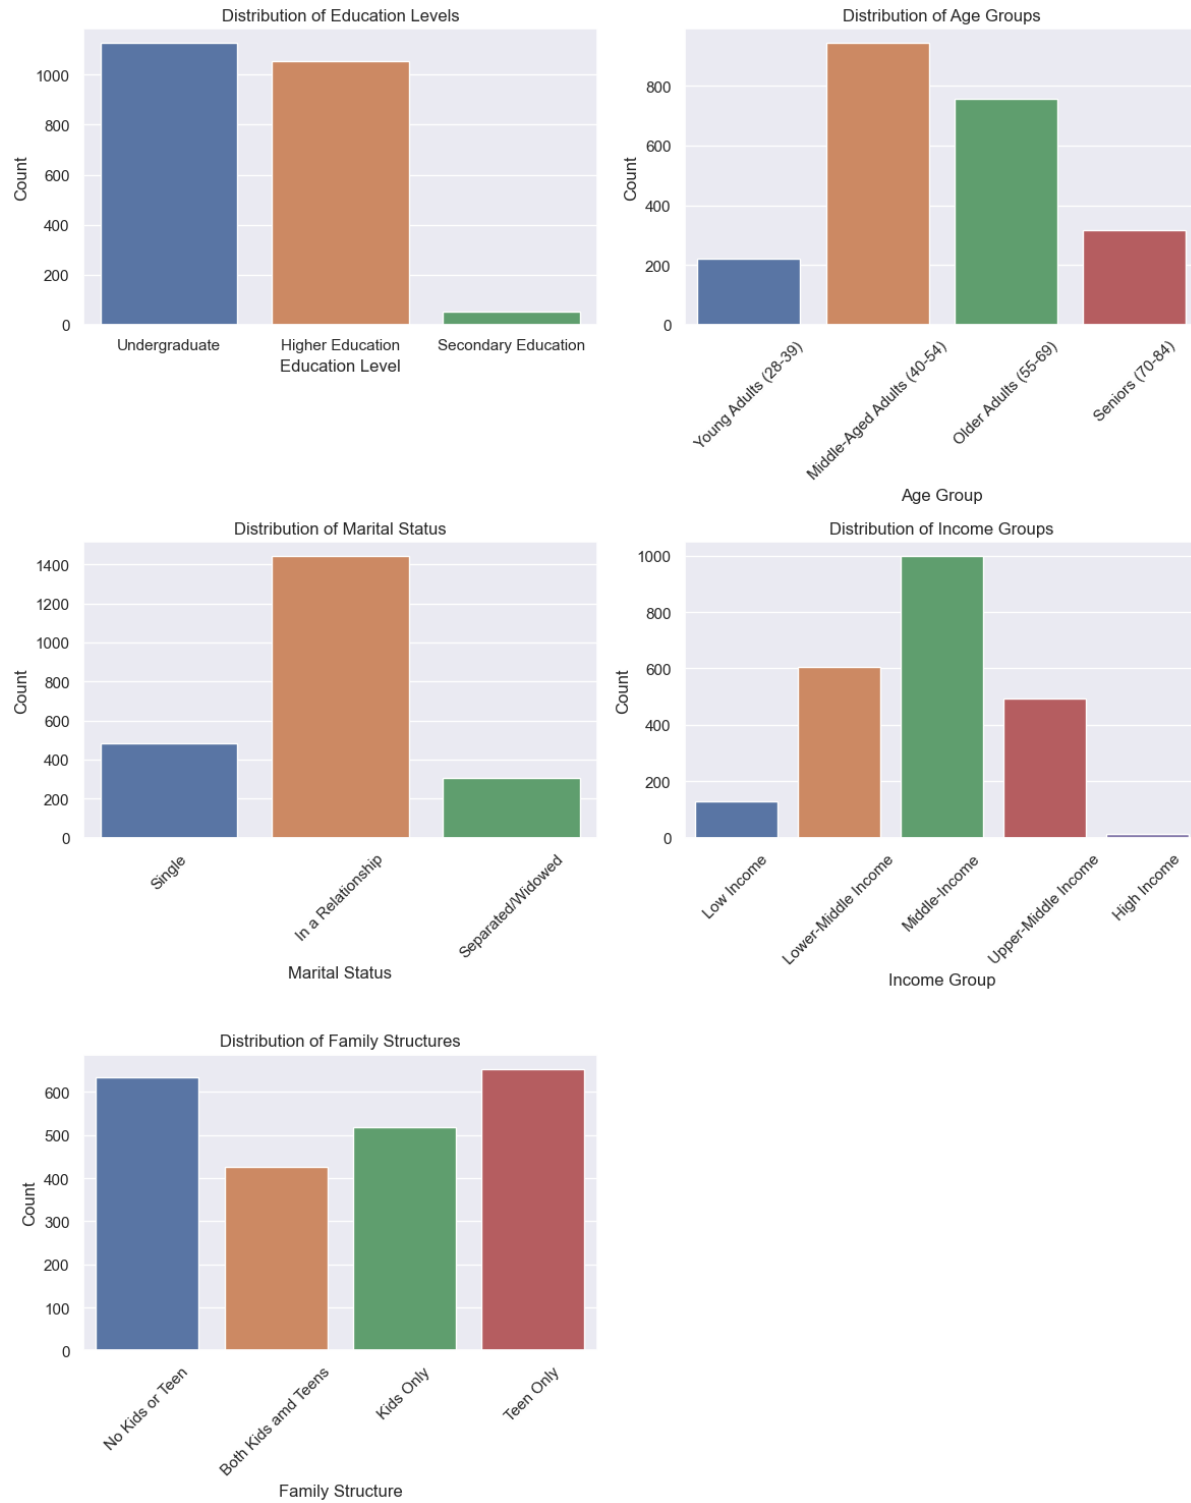 Distribution of Education Levels
Count
1000
800
600
400
200
0
Undergraduate
Higher Education
Secondary Education
Education Level
Distribution of Age Groups
Count
800
600
400
200
0
Young Adults (28-39)
Middle-Aged Adults (40-54)
Older Adults (55-69)
Seniors (70-84)
Age Group
Distribution of Marital Status
Count
1400
1200
1000
800
600
400
200
0
Single
In a Relationship
Separated/Widowed
Marital Status
Distribution of Income Groups
Count
1000
800
600
400
200
0
Low Income
Lower-Middle Income
Middle-Income
Upper-Middle Income
High Income
Income Group
Distribution of Family Structures
Count
600
500
400
300
200
100
0
No Kids or Teen
Both Kids amd Teens
Kids Only
Teen Only
Family Structure